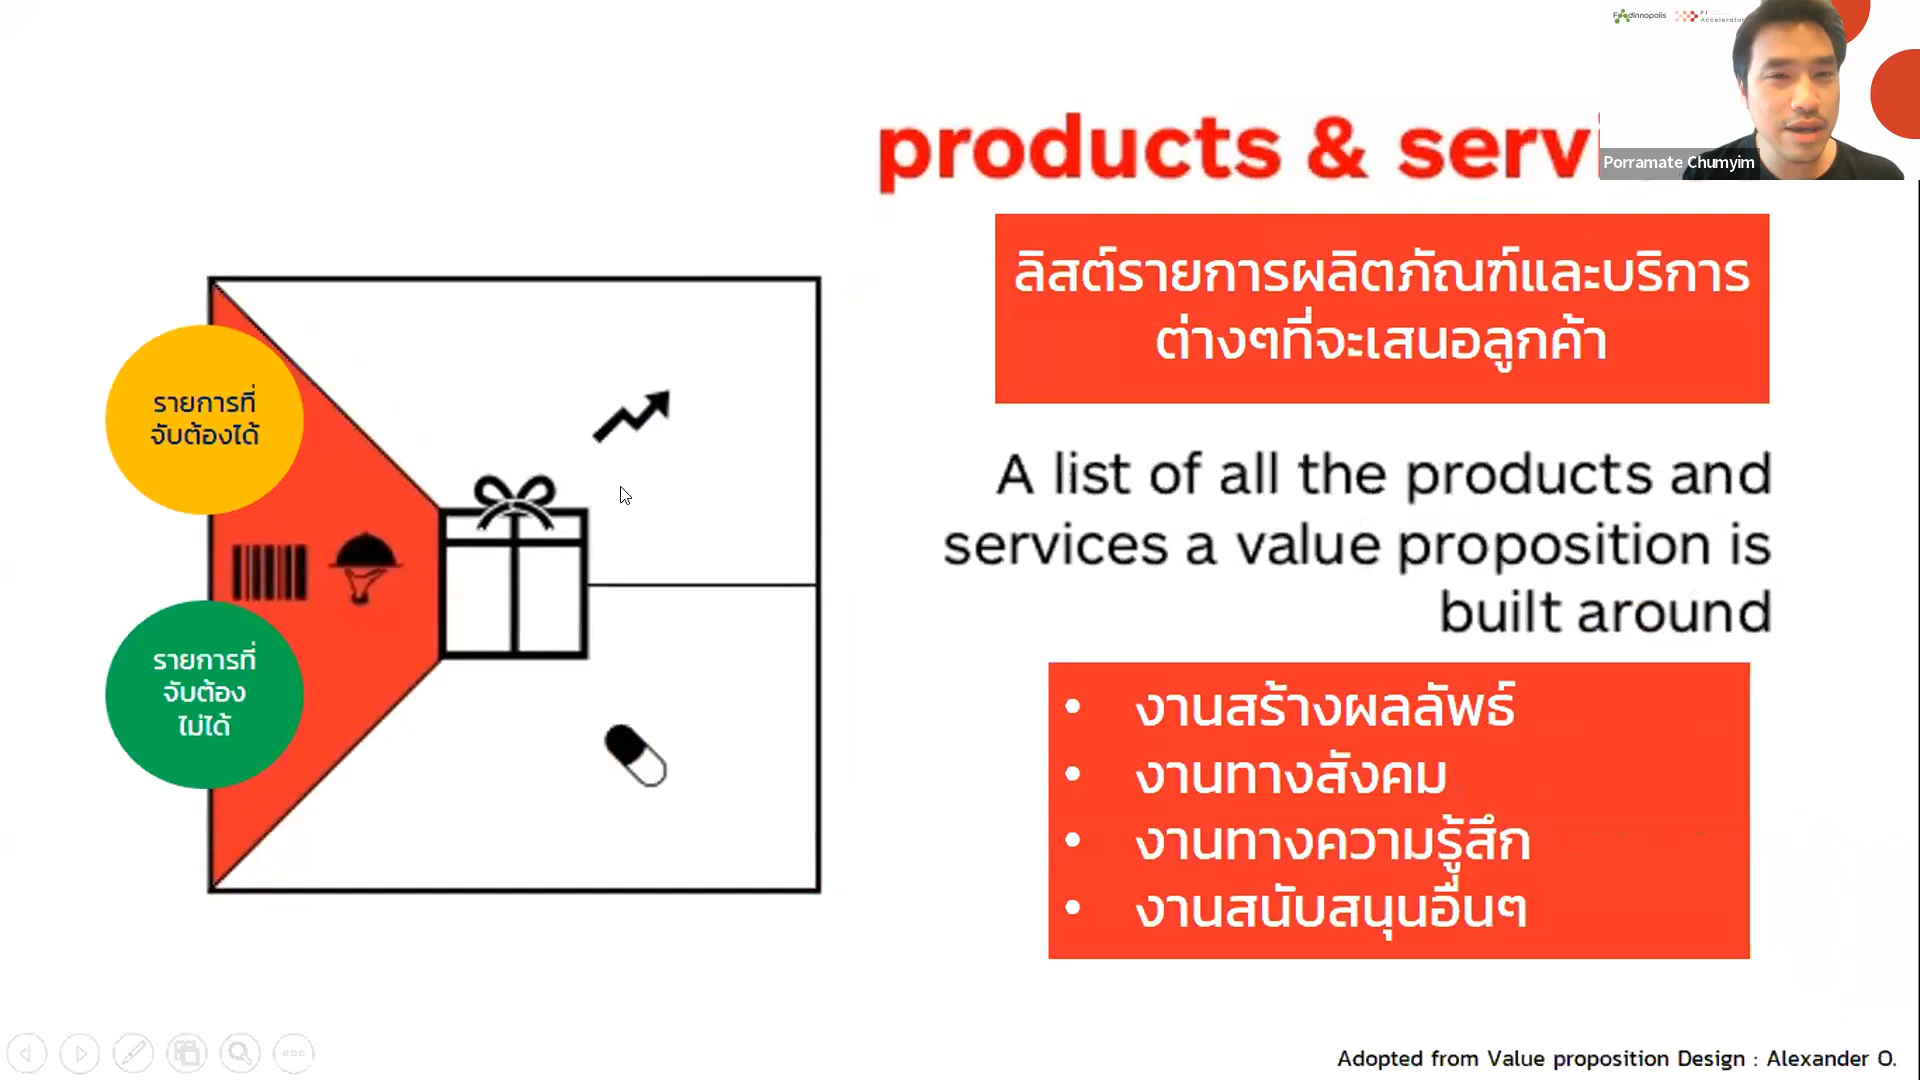 FoodInnopolis
FI
Accelerator
products & servi
Porramate Chumyim
ลิสต์รายการผลิตภัณฑ์และบริการ
ต่างๆที่จะเสนอลูกค้า
รายการที่
จับต้องได้
A list of all the products and
services a value proposition is
built around
รายการที่
จับต้อง
ไม่ได้
• งานสร้างผลลัพธ์
• งานทางสังคม
• งานทางความรู้สึก
• งานสนับสนุนอื่นๆ
Adopted from Value proposition Design : Alexander O.